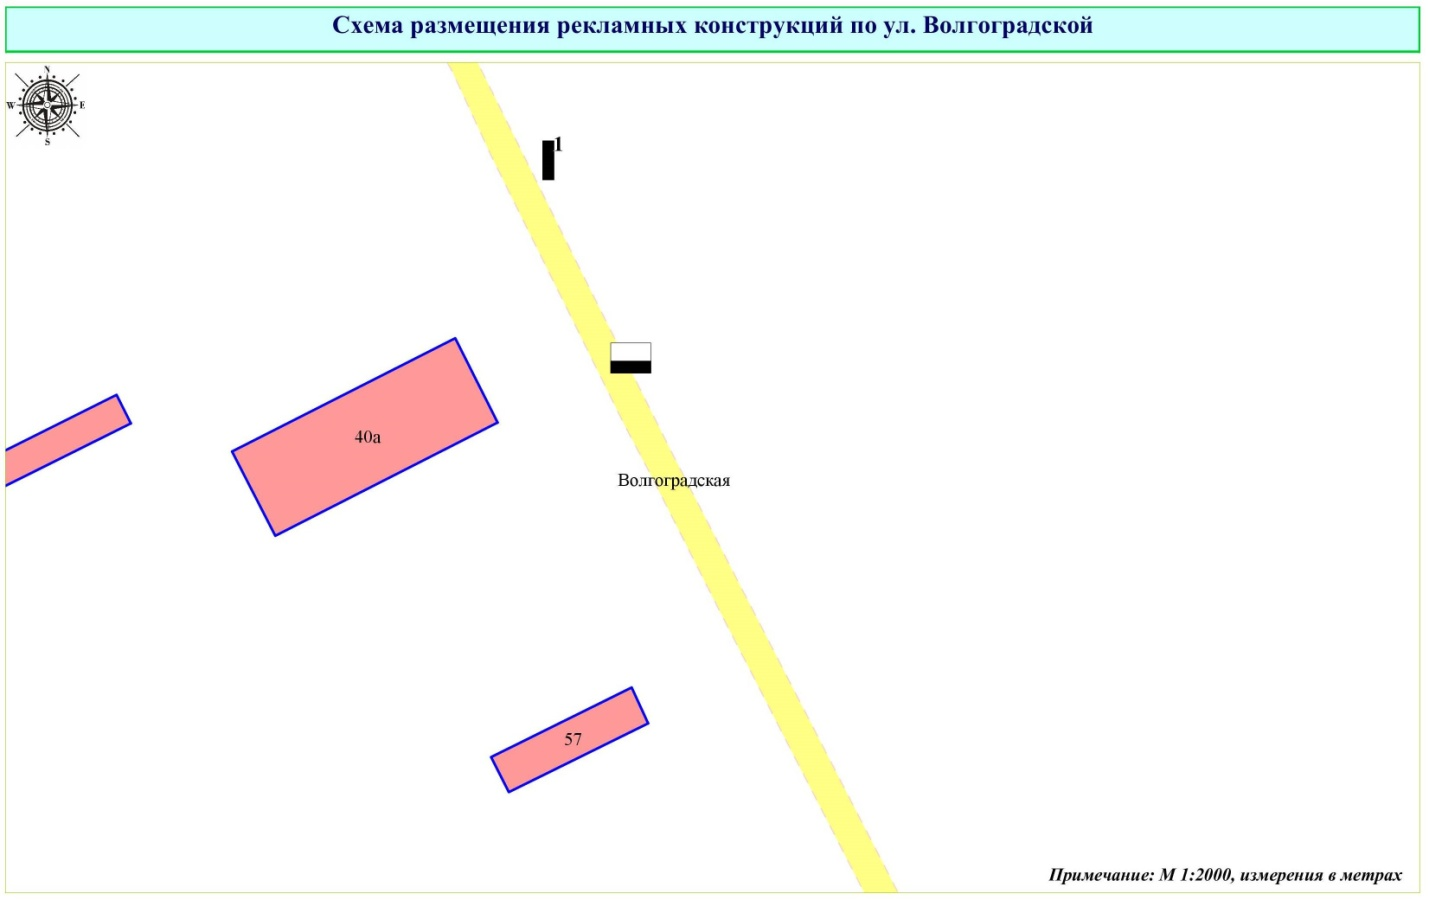 Схема размещения рекламных конструкций по ул. Волгоградской
N
W E
S
1
40а
Волгоградская
57
Примечание: М 1:2000, измерения в метрах